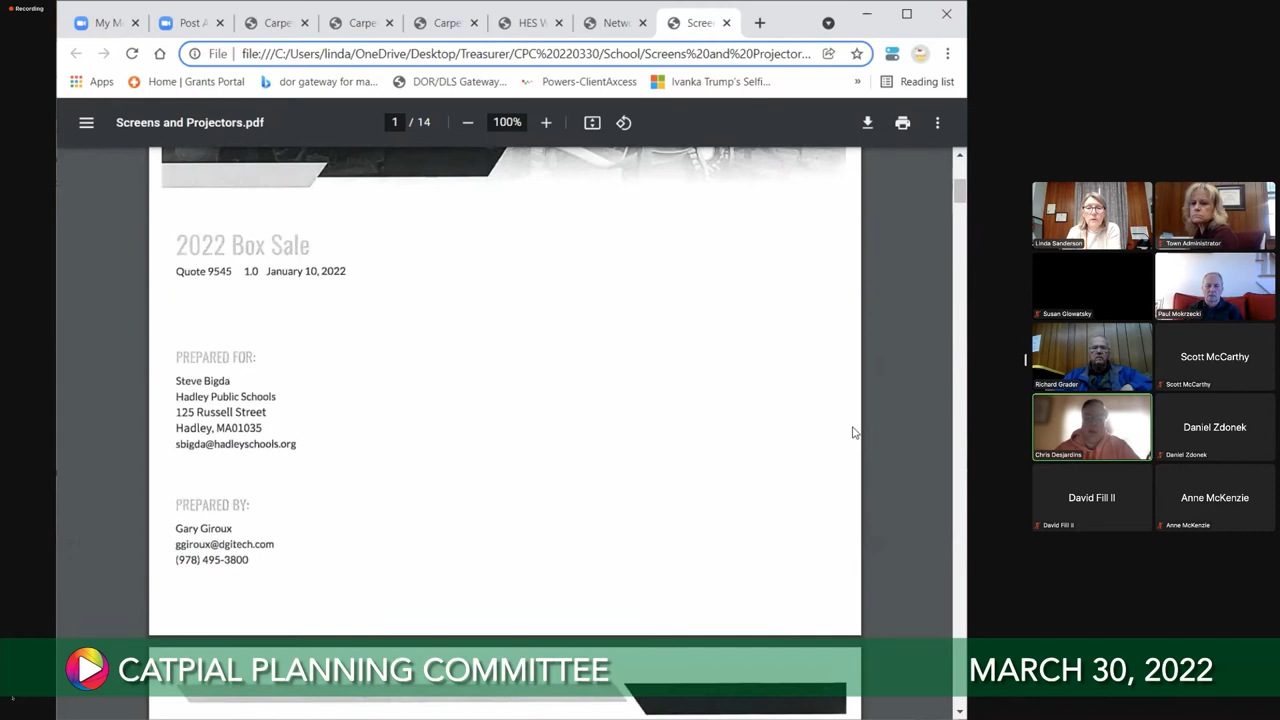 Recording
My M
Post A
Carpe
Carpe
Carpe
HES W
Netw
Screen
File
file:///C:/Users/linda/OneDrive/Desktop/Treasurer/CPC%20220330/School/Screens%20and%20Projector...
Apps
Home | Grants Portal
dor gateway for ma...
DOR/DLS Gateway...
Powers-ClientAxcess
Ivanka Trump's Selfi...
»
Reading list
Screens and Projectors.pdf
1 / 14
100%
2022 Box Sale
Quote 9545 1.0 January 10, 2022
PREPARED FOR:
Steve Bigda
Hadley Public Schools
125 Russell Street
Hadley, MA01035
sbigda@hadleyschools.org
PREPARED BY:
Gary Giroux
ggiroux@dgitech.com
(978) 495-3800
Linda Sanderson
Town Administrator
Susan Glowatsky
Paul Mokrzecki
Richard Grader
Scott McCarthy
Scott McCarthy
Chris Desjardins
Daniel Zdonek
Daniel Zdonek
David Fill II
David Fill II
Anne McKenzie
Anne McKenzie
CATPIAL PLANNING COMMITTEE
MARCH 30, 2022